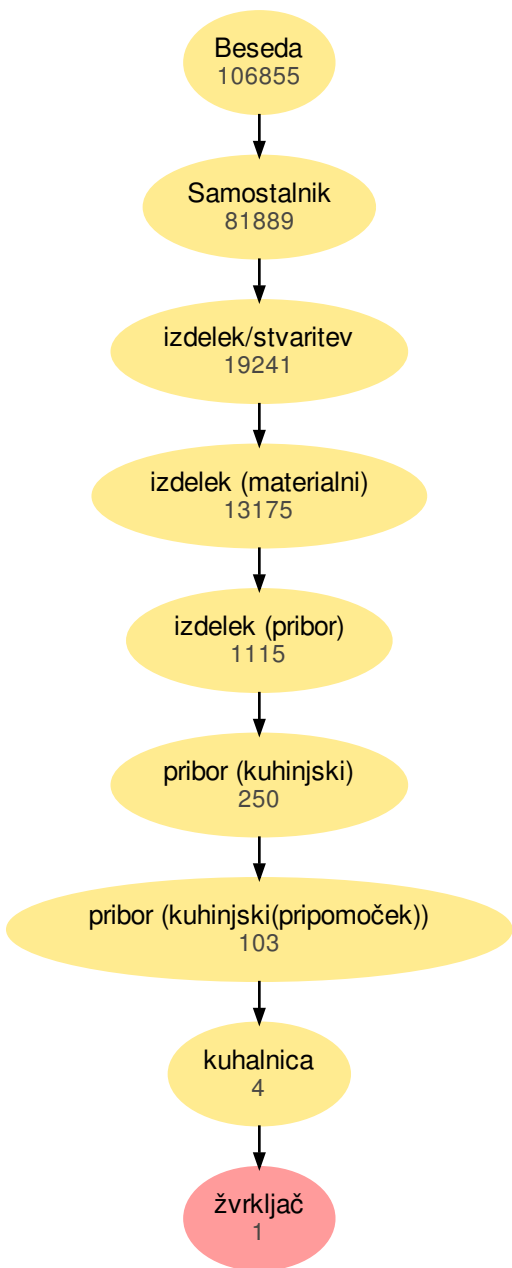 Beseda
106855
Samostalnik
81889
izdelek/stvaritev
19241
izdelek (materialni)
13175
izdelek (pribor)
1115
pribor (kuhinjski)
250
pribor (kuhinjski(pripomoček))
103
kuhalnica
4
žvrkljač
1